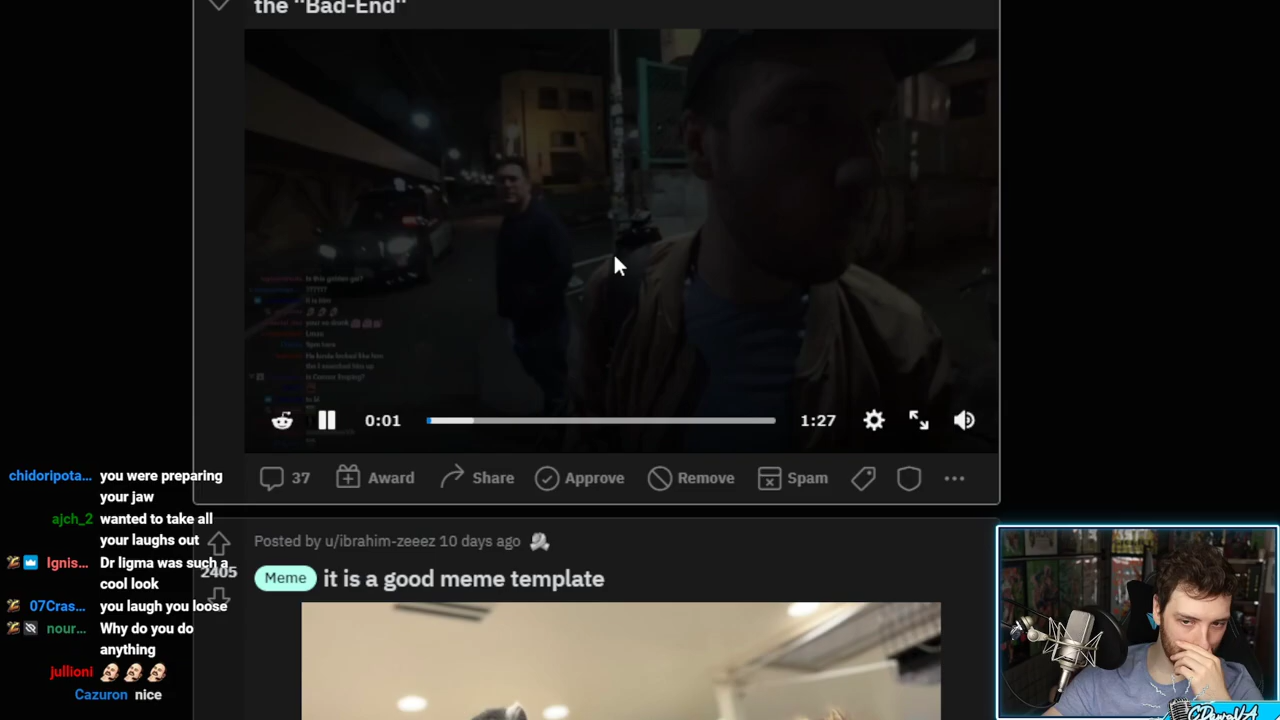 the "Bad-End"
0:01
1:27
37
Award
Share
Approve
Remove
Spam
Posted by u/ibrahim-zeeez 10 days ago
2405
Meme it is a good meme template
chidoripota... you were preparing
your jaw
ajch_2 wanted to take all
your laughs out
Ignis... Dr ligma was such a
cool look
07Cras... you laugh you loose
nour... Why do you do
anything
jullioni
Cazuron nice
CDawgVA